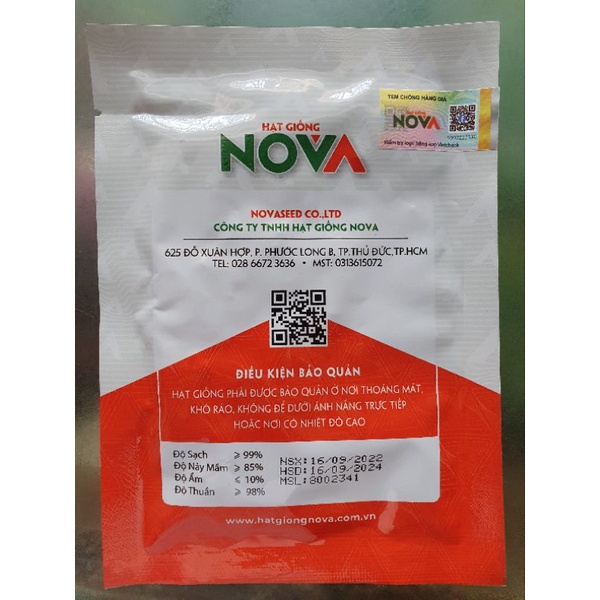 TEM CHỐNG HÀNG GIẢ
HẠT GIỐNG
NOVA
HẠT GIỐNG
NOVA
NOVASEED CO.,LTD
CÔNG TY TNHH HẠT GIỐNG NOVA
625 ĐỖ XUÂN HỢP, P. PHƯỚC LONG B, TP.THỦ ĐỨC,TP.HCM
TEL: 028 6672 3636 • MST: 0313615072
ĐIỀU KIỆN BẢO QUẢN
HẠT GIỐNG PHẢI ĐƯỢC BẢO QUẢN Ở NƠI THOÁNG MÁT,
KHÔ RÁO, KHÔNG ĐỂ DƯỚI ÁNH NẮNG TRỰC TIẾP
HOẶC NƠI CÓ NHIỆT ĐỘ CAO
Độ Sạch ⩾ 99%
Độ Nảy Mầm ⩾ 85%
Độ Ẩm ⩽ 10%
Độ Thuần ⩾ 98%
NSX:16/09/2022
HSD:16/09/2024
MSL:8002341
www.hatgiongnova.com.vn